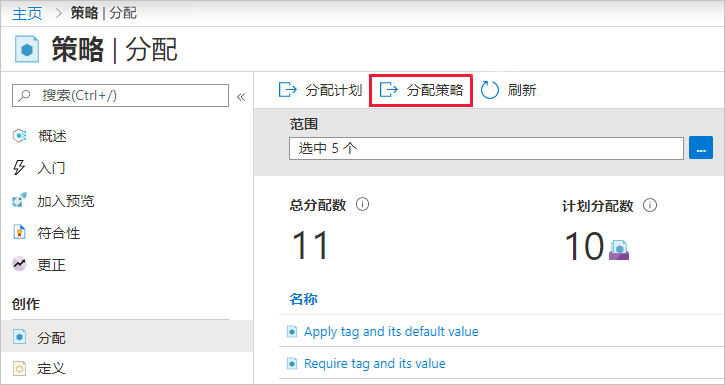 主页 > 策略 | 分配
策略 | 分配
搜索(Ctrl+/)
«
概述
入门
加入预览
符合性
更正
创作
分配
定义
分配计划 分配策略 刷新
范围
选中 5 个
...
总分配数 计划分配数
11 10
名称
Apply tag and its default value
Require tag and its value